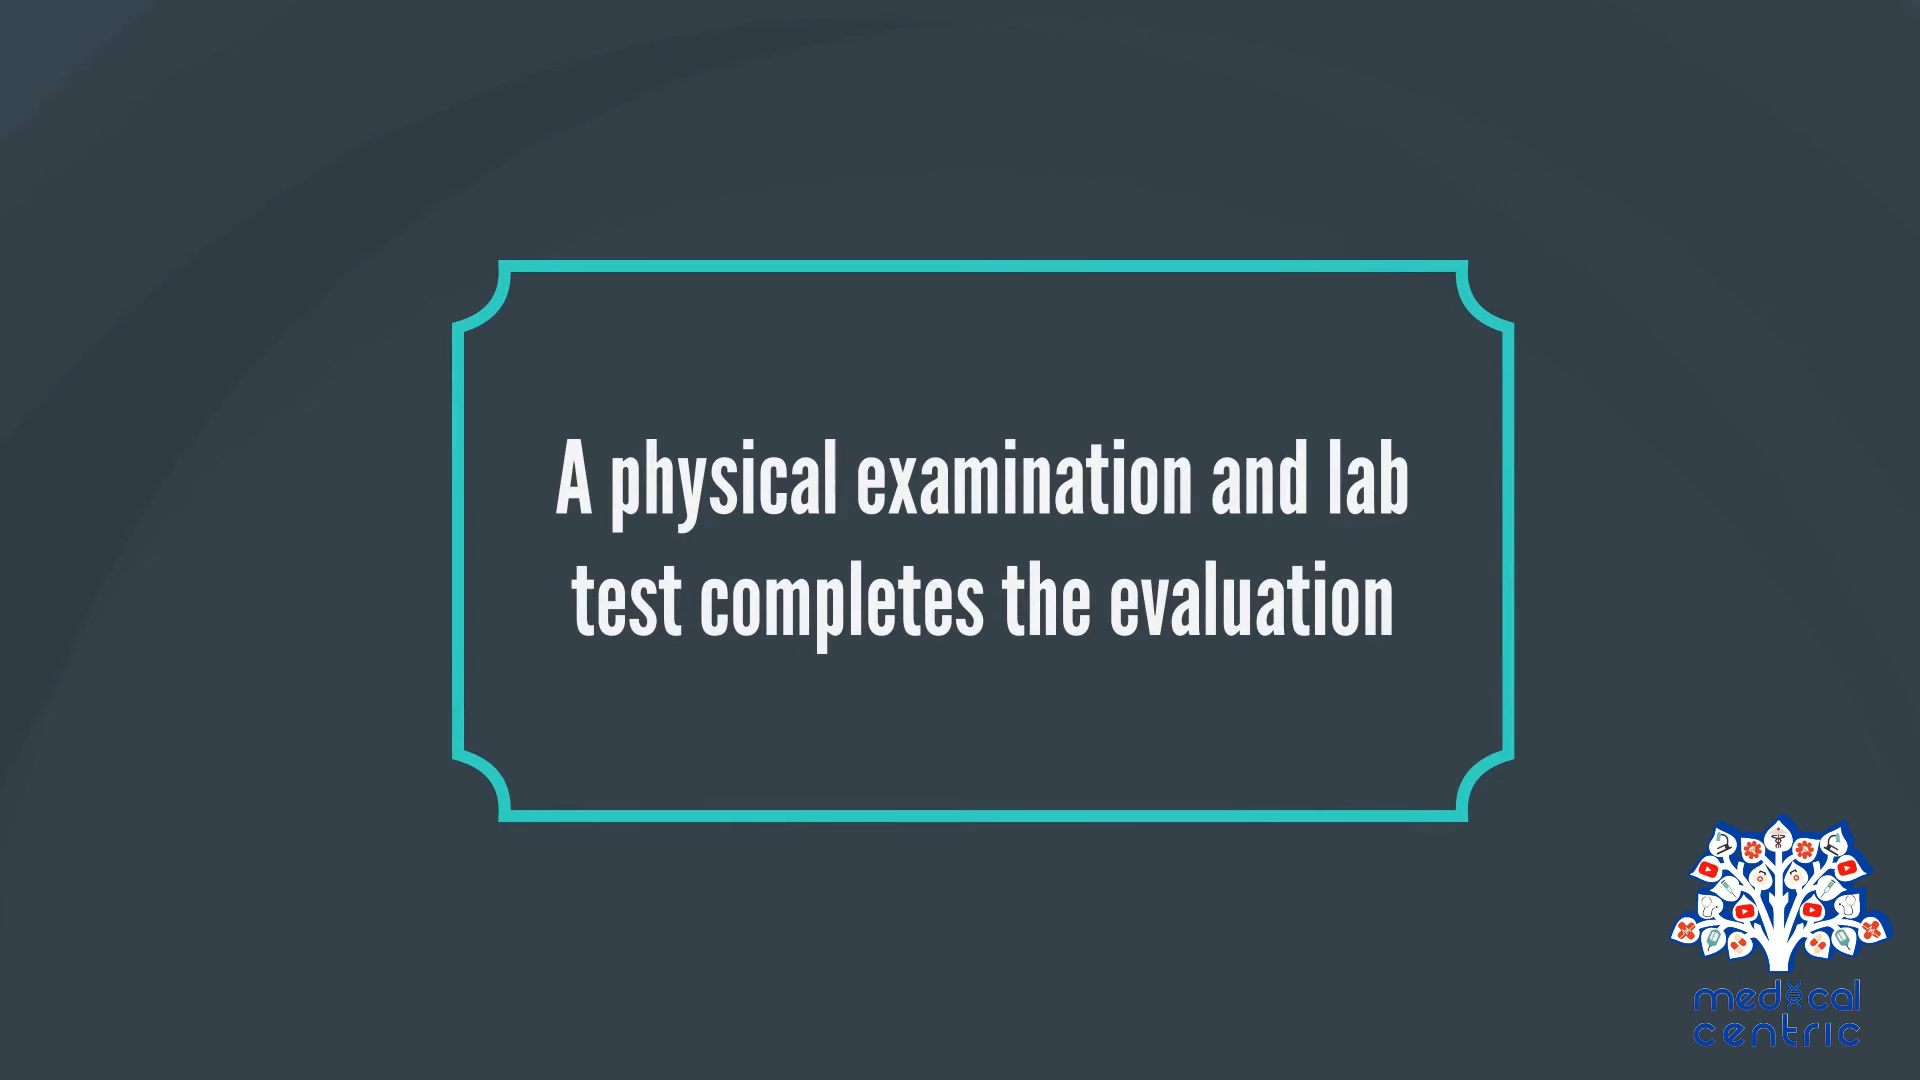 A physical examination and lab
test completes the evaluation
medical
centric